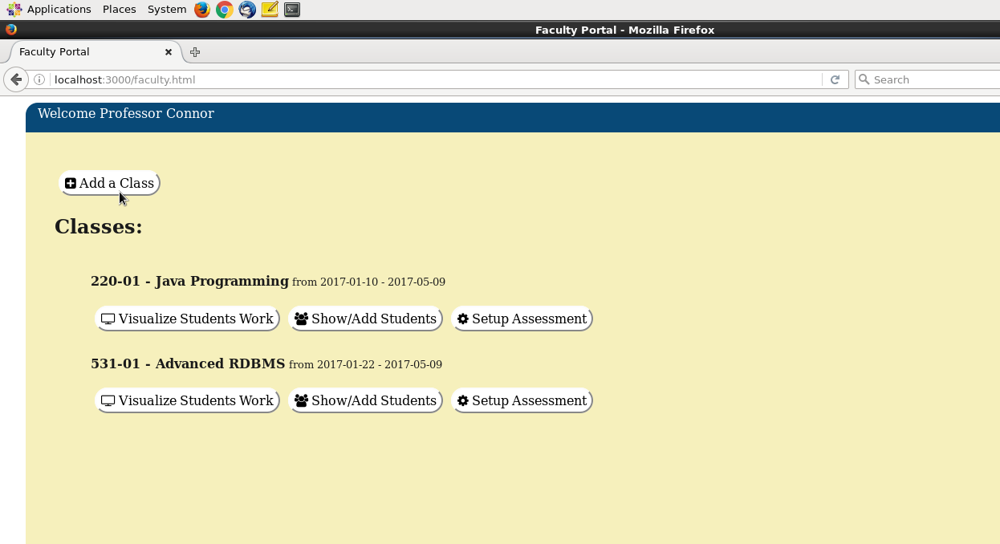 Applications Places System
Faculty Portal - Mozilla Firefox
Faculty Portal
localhost:3000/faculty.html Search
Welcome Professor Connor
Add a Class
Classes:
220-01 - Java Programming from 2017-01-10 - 2017-05-09
Visualize Students Work Show/Add Students Setup Assessment
531-01 - Advanced RDBMS from 2017-01-22 - 2017-05-09
Visualize Students Work Show/Add Students Setup Assessment